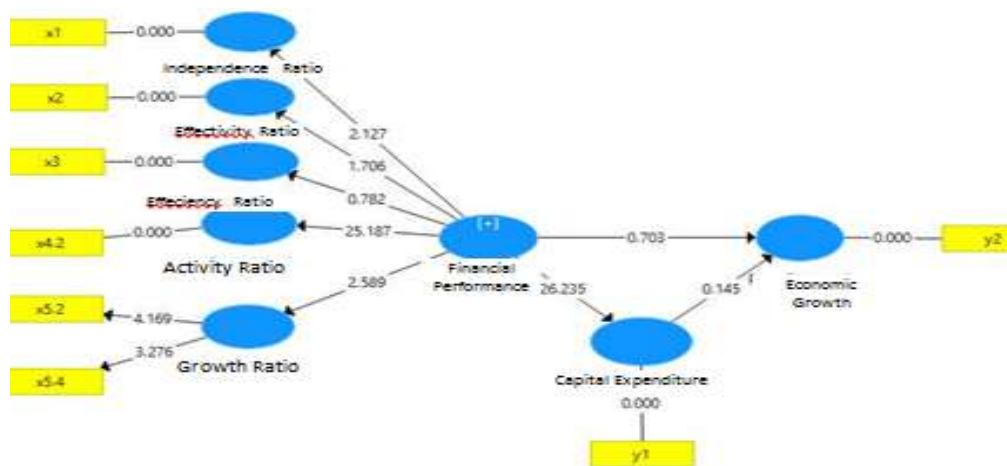 x1
0.000
Independence Ratio
x2
0.000
Effectivity Ratio
2.127
1.706
x3
0.000
0.782
Effeciency Ratio
[+]
x4-2
0.000
25.187
Activity Ratio
Financial
Performance
0.703
0.000
y2
Economic
Growth
2.589
26.235
0.145
x5-2
4.169
3.276
Growth Ratio
x5-4
Capital Expenditure
0.000
y1